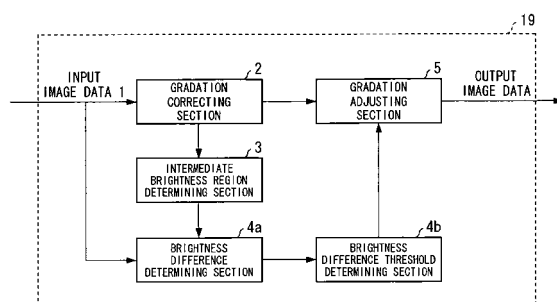 19
INPUT
IMAGE DATA 1
2
GRADATION
CORRECTING
SECTION
5
GRADATION
ADJUSTING
SECTION
OUTPUT
IMAGE DATA
3
INTERMEDIATE
BRIGHTNESS REGION
DETERMINING SECTION
4a
BRIGHTNESS
DIFFERENCE
DETERMINING SECTION
4b
BRIGHTNESS
DIFFERENCE THRESHOLD
DETERMINING SECTION